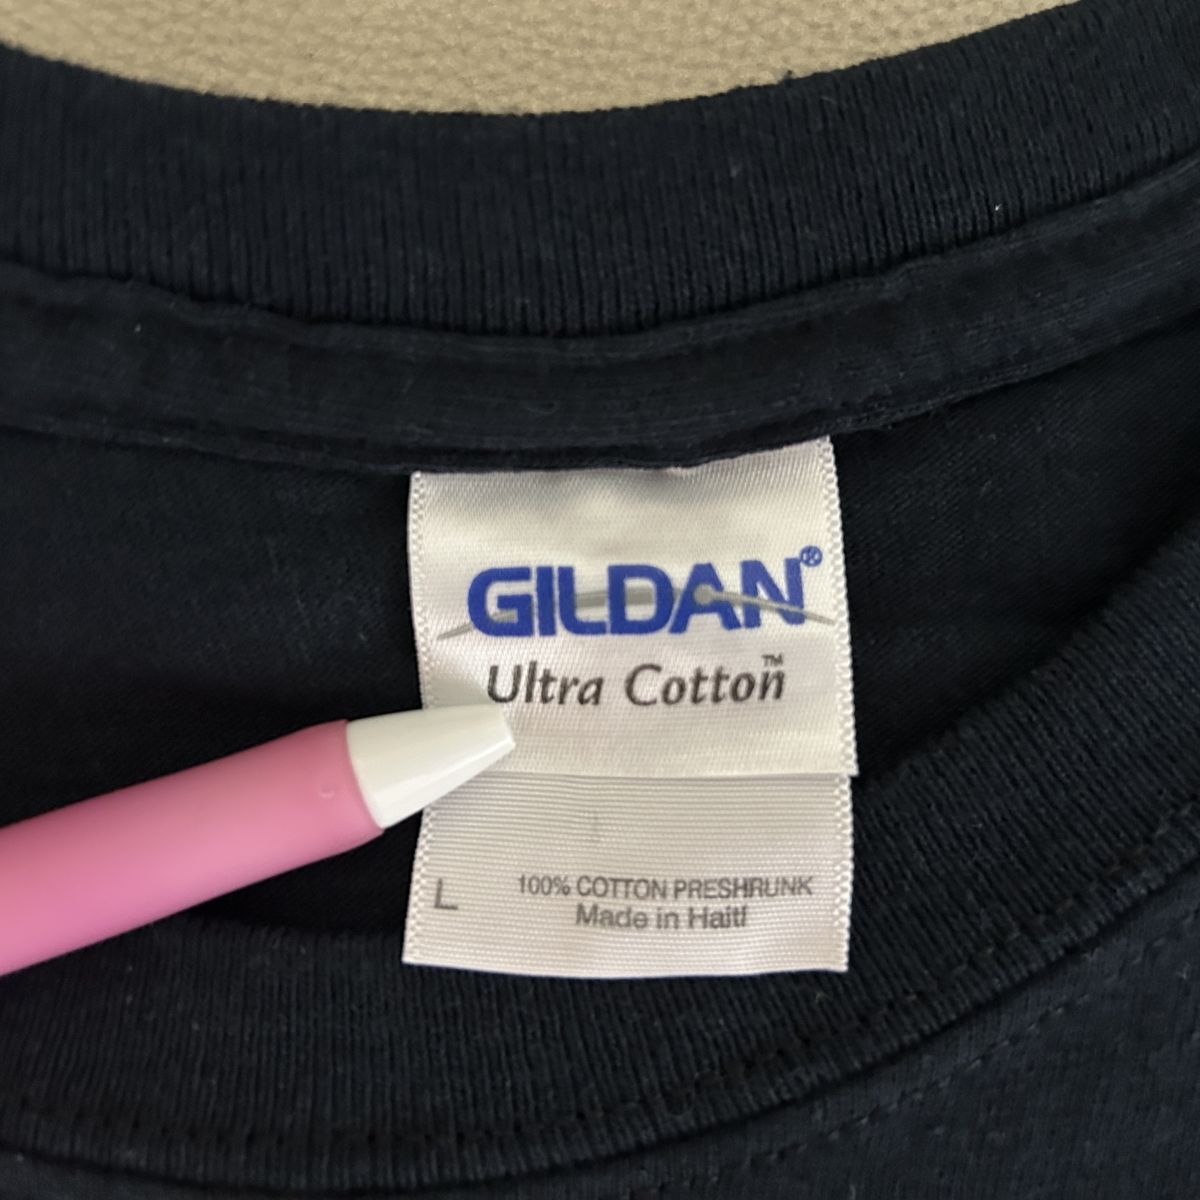 GILDAN®
Ultra Cotton™
L
100% COTTON PRESHRUNK
Made in Haiti